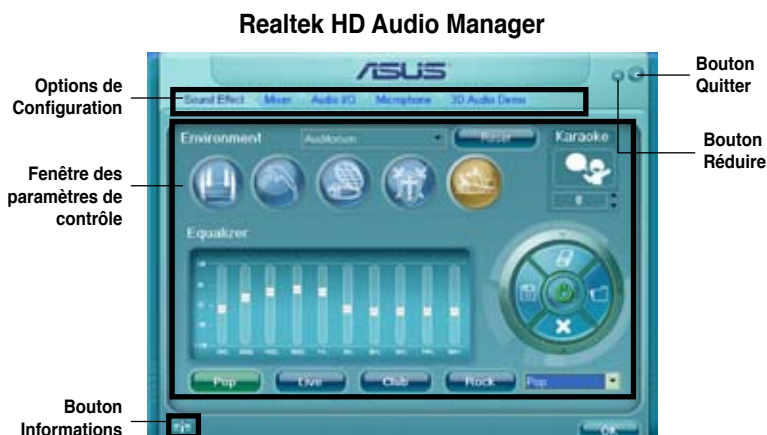 Realtek HD Audio Manager
ASUS
Options de
Configuration
Sound Effect Mixer Audio I/O Microphone 3D Audio Demo
Bouton
Quitter
Bouton
Réduire
Fenêtre des
paramètres de
contrôle
Environment Auditorium Reset Karaoke
0
Equalizer
Pop Live Club Rock Pop
Bouton
Informations
OK